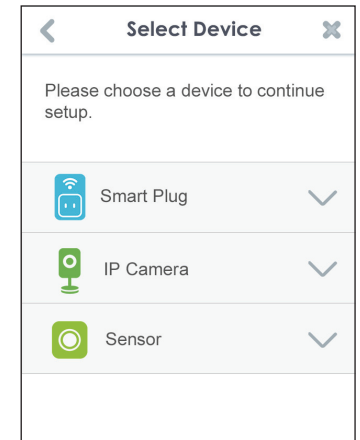 Select Device
Please choose a device to continue
setup.
Smart Plug
IP Camera
Sensor